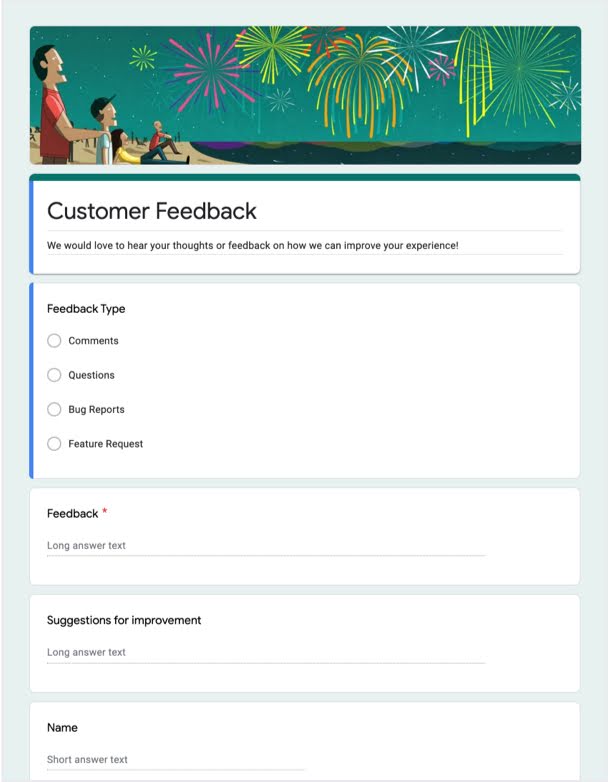 Customer Feedback
We would love to hear your thoughts or feedback on how we can improve your experience!
Feedback Type
Comments
Questions
Bug Reports
Feature Request
Feedback *
Long answer text
Suggestions for improvement
Long answer text
Name
Short answer text